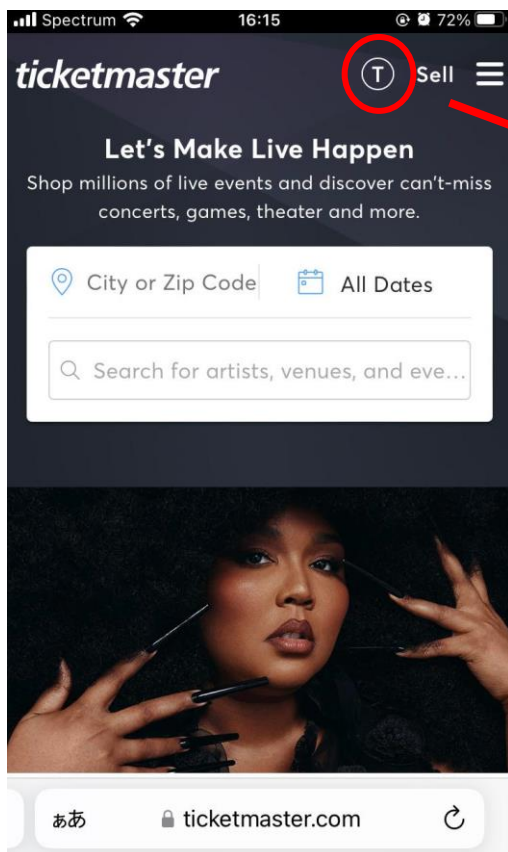 Spectrum 16:15 72%
ticketmaster T Sell
Let's Make Live Happen
Shop millions of live events and discover can't-miss
concerts, games, theater and more.
City or Zip Code All Dates
Search for artists, venues, and eve...
ぁあ ticketmaster.com